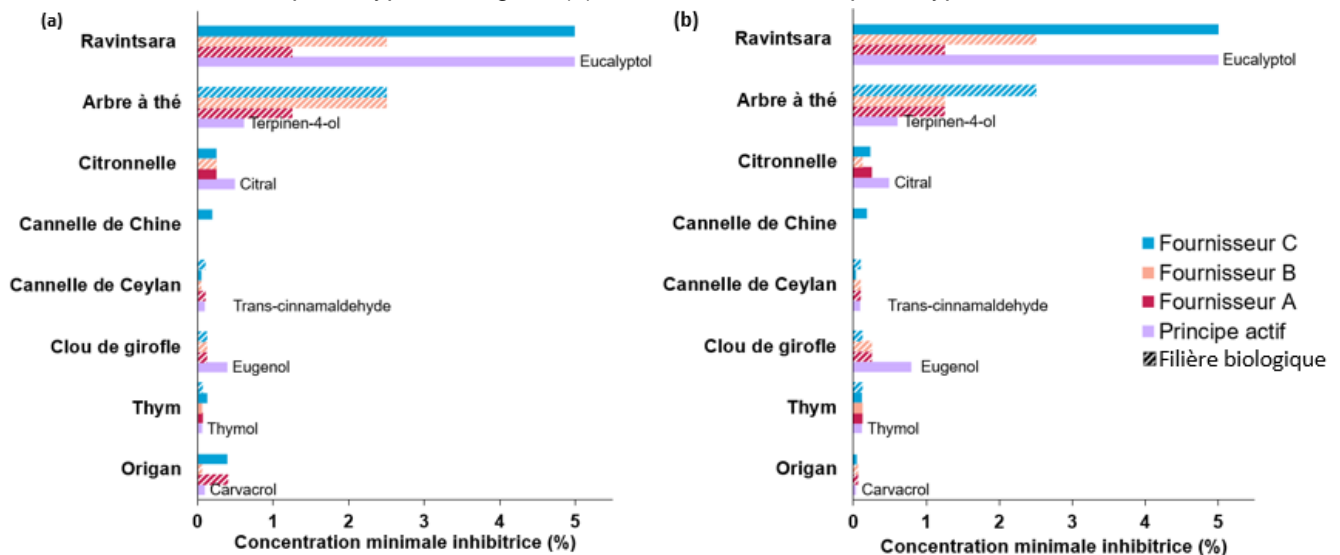 (a)
Ravintsara
Eucalyptol
Arbre à thé
Terpinen-4-ol
Citronnelle
Citral
Cannelle de Chine
Cannelle de Ceylan
Trans-cinnamaldehyde
Clou de girofle
Eugenol
Thym
Thymol
Origan
Carvacrol
0 1 2 3 4 5
Concentration minimale inhibitrice (%)
(b)
Ravintsara
Eucalyptol
Arbre à thé
Terpinen-4-ol
Citronnelle
Citral
Cannelle de Chine
Cannelle de Ceylan
Trans-cinnamaldehyde
Clou de girofle
Eugenol
Thym
Thymol
Origan
Carvacrol
0 1 2 3 4 5
Concentration minimale inhibitrice (%)
Fournisseur C
Fournisseur B
Fournisseur A
Principe actif
Filière biologique